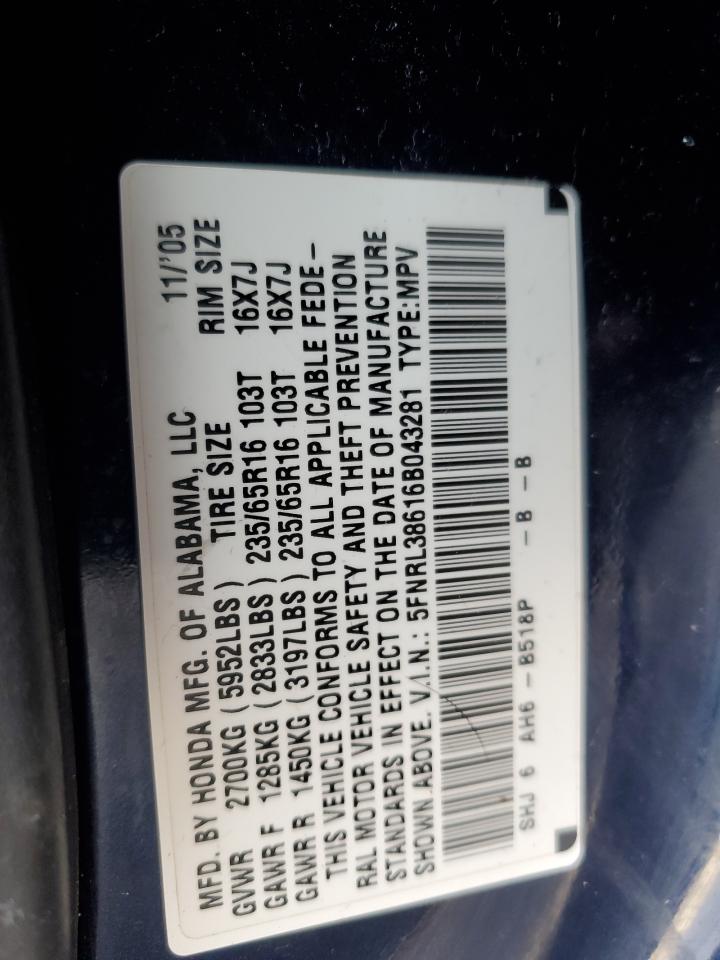 MFD. BY HONDA MFG. OF ALABAMA, LLC 11/'05
GVWR 2700KG (5952LBS) TIRE SIZE RIM SIZE
GAWR F 1285KG (2833LBS) 235/65R16 103T 16X7J
GAWR R 1450KG (3197LBS) 235/65R16 103T 16X7J
THIS VEHICLE CONFORMS TO ALL APPLICABLE FEDE-
RAL MOTOR VEHICLE SAFETY AND THEFT PREVENTION
STANDARDS IN EFFECT ON THE DATE OF MANUFACTURE
SHOWN ABOVE. V.I.N.: 5FNRL38616B043281 TYPE:MPV
SHJ 6 AH6 -B518P -B -B